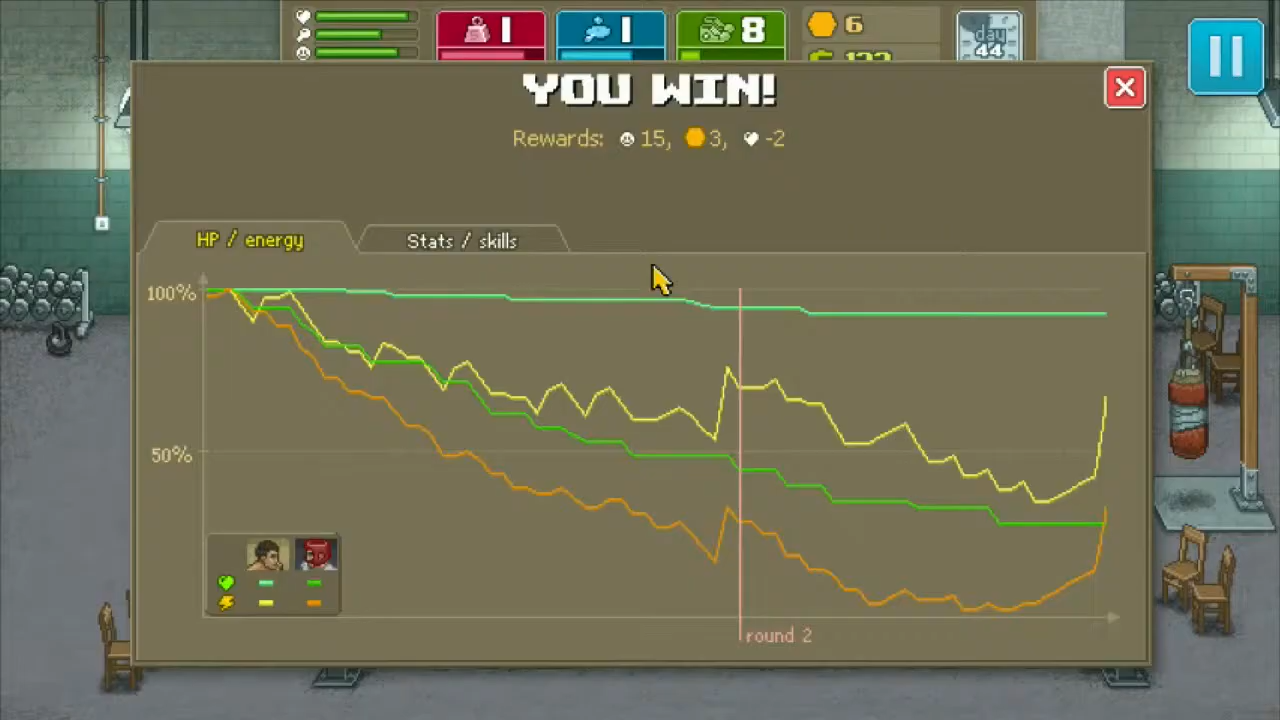 1 1 8 6
day
44
YOU WIN!
Rewards: 15, 3, -2
HP / energy Stats / skills
100%
50%
round 2